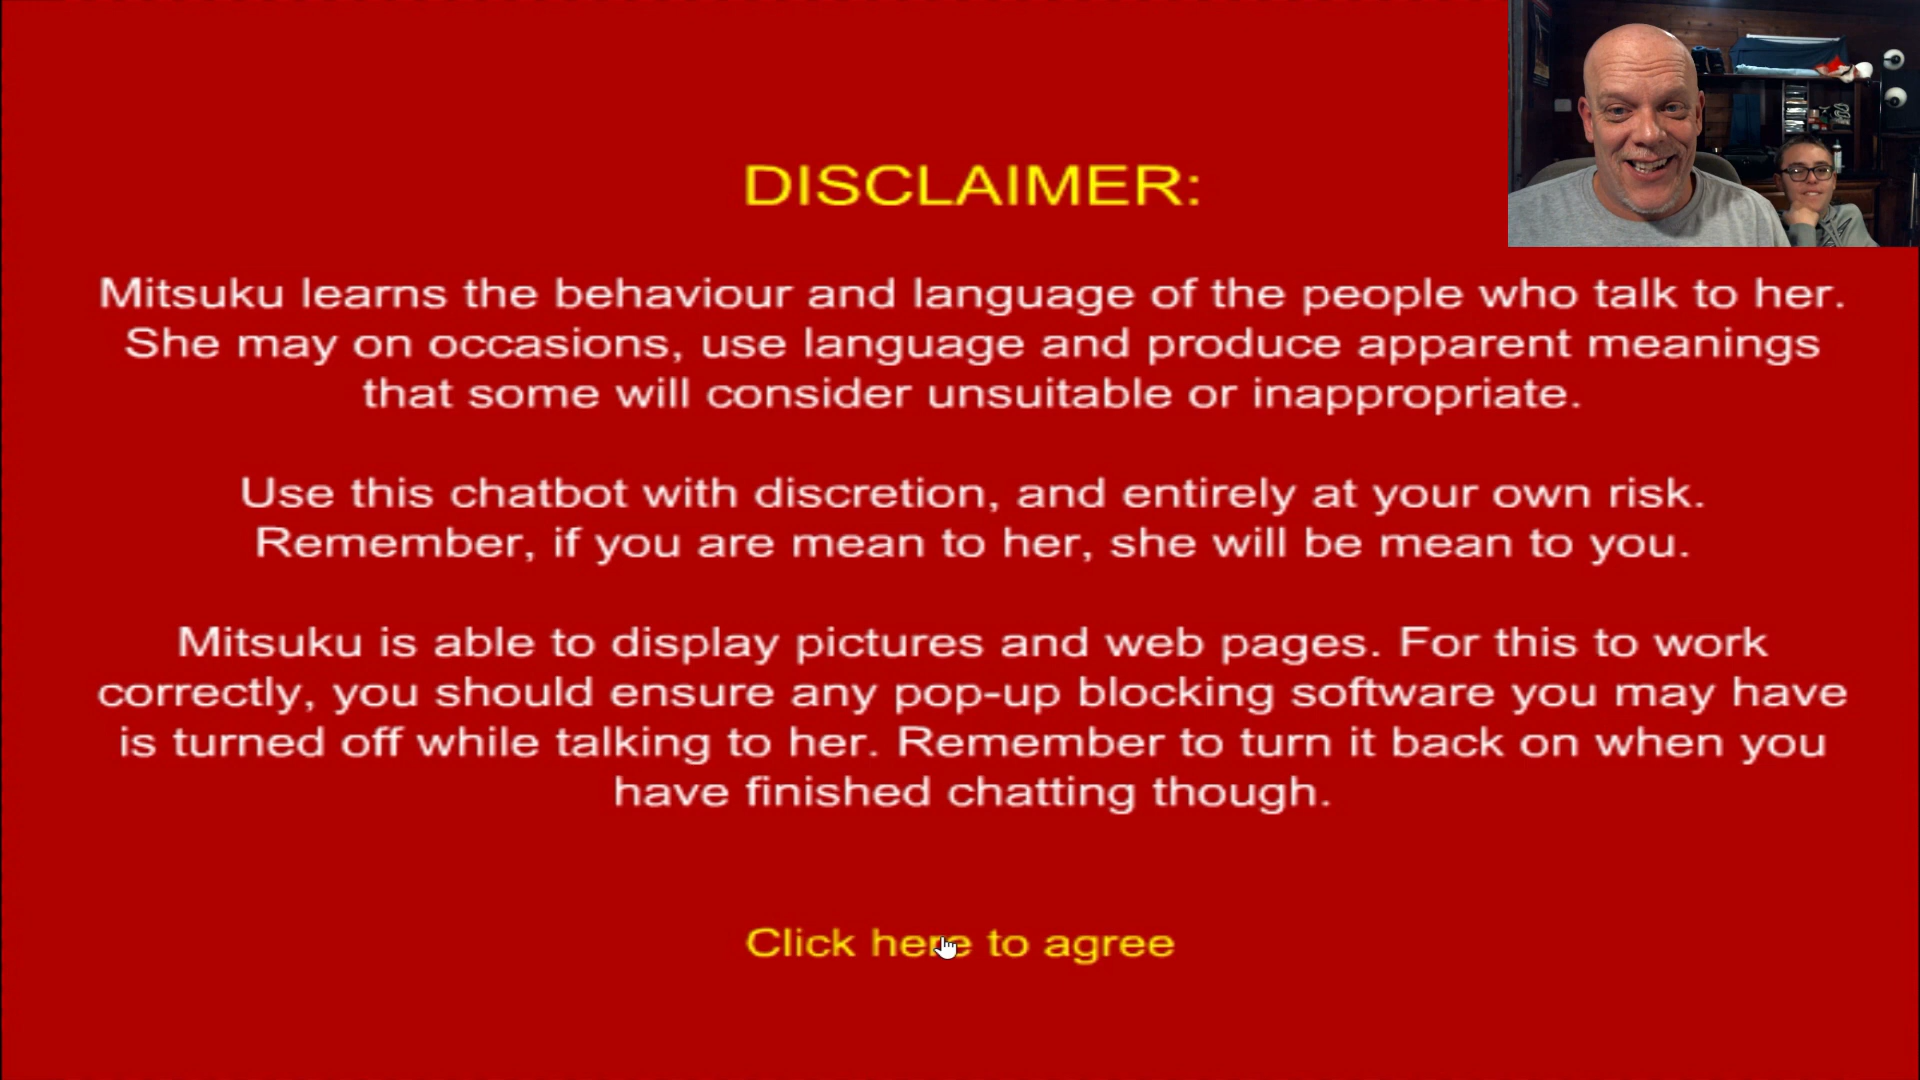 DISCLAIMER:
Mitsuku learns the behaviour and language of the people who talk to her.
She may on occasions, use language and produce apparent meanings
that some will consider unsuitable or inappropriate.
Use this chatbot with discretion, and entirely at your own risk.
Remember, if you are mean to her, she will be mean to you.
Mitsuku is able to display pictures and web pages. For this to work
correctly, you should ensure any pop-up blocking software you may have
is turned off while talking to her. Remember to turn it back on when you
have finished chatting though.
Click here to agree